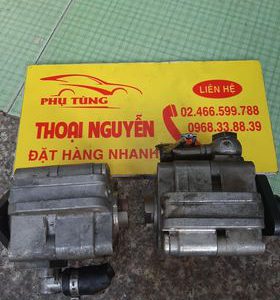 LIÊN HỆ
02.466.599.788
0968.33.88.39
PHỤ TÙNG
THOẠI NGUYỄN
ĐẶT HÀNG NHANH